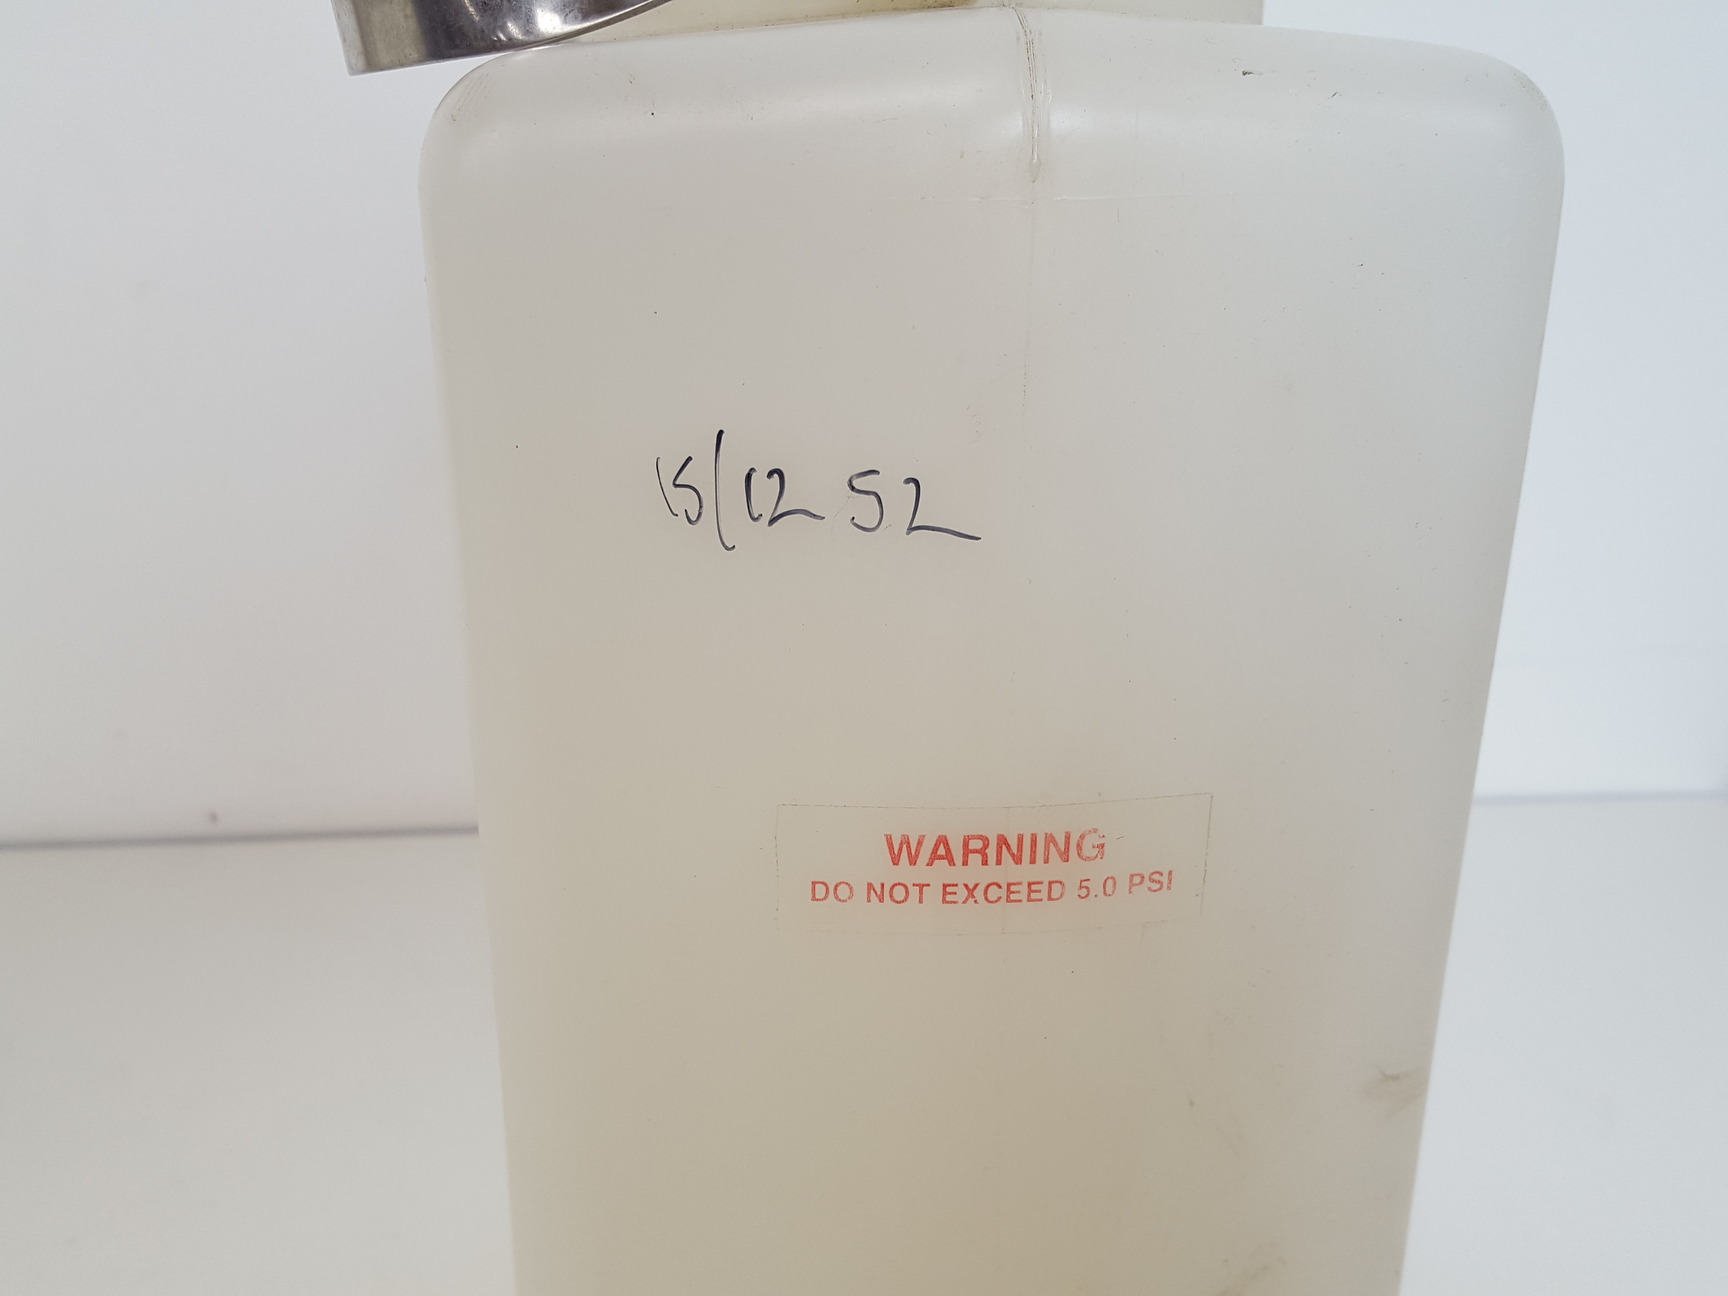 15/12 52
WARNING
DO NOT EXCEED 5.0 PSI